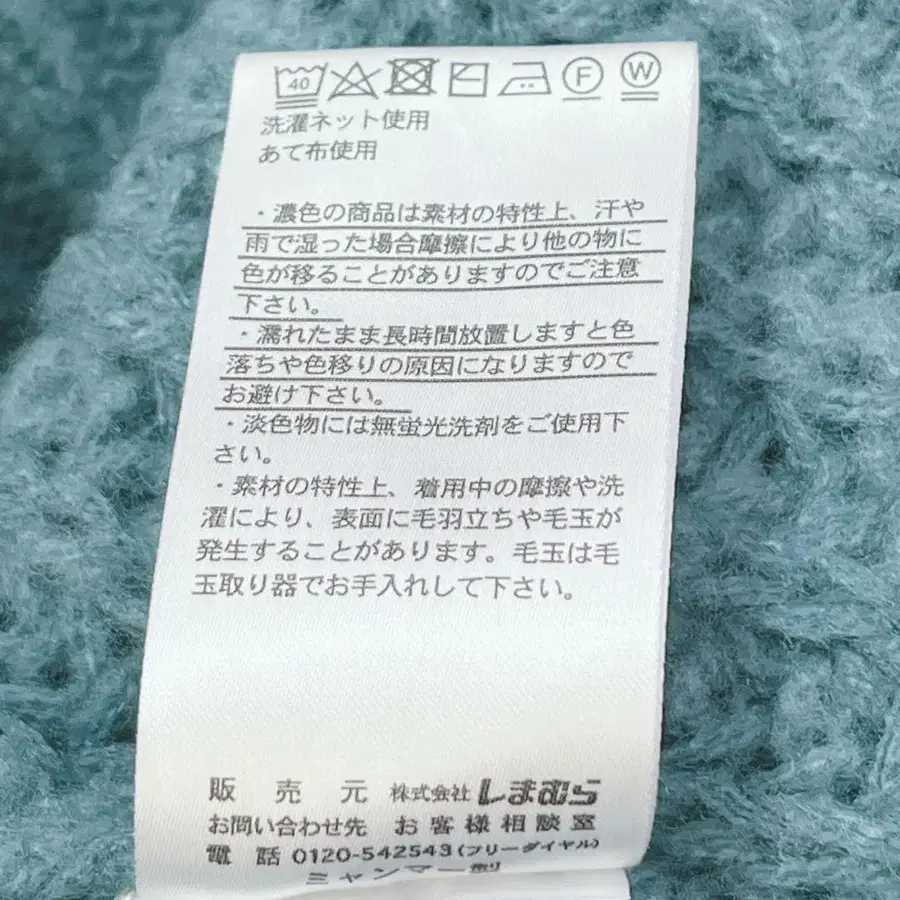 40 F W
洗濯ネット使用
あて布使用
・濃色の商品は素材の特性上、汗や
雨で湿った場合摩擦により他の物に
色が移ることがありますのでご注意
下さい。
・濡れたまま長時間放置しますと色
落ちや色移りの原因になりますので
お避け下さい。
・淡色物には無蛍光洗剤をご使用下
さい。
・素材の特性上、着用中の摩擦や洗
濯により、表面に毛羽立ちや毛玉が
発生することがあります。毛玉は毛
玉取り器でお手入れして下さい。
販売元 株式会社しまむら
お問い合わせ先 お客様相談室
電話 0120-542543(フリーダイヤル)
ミャンマー製